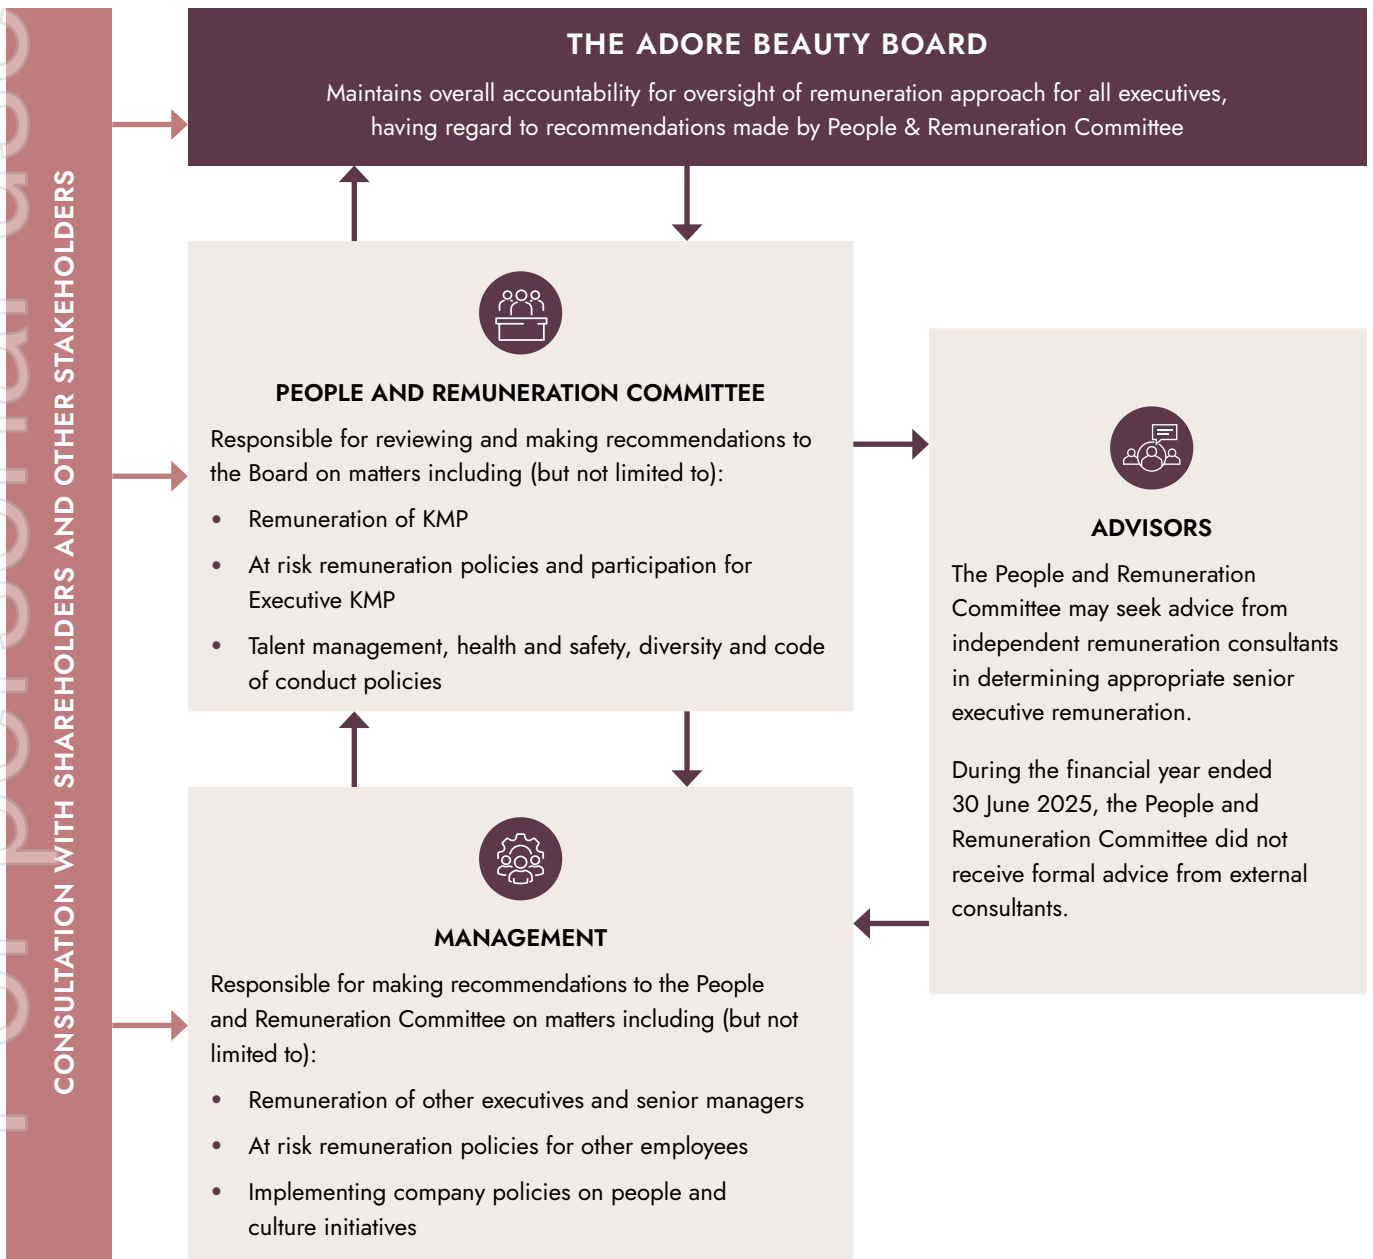 THE ADORE BEAUTY BOARD
Maintains overall accountability for oversight of remuneration approach for all executives,
having regard to recommendations made by People & Remuneration Committee
CONSULTATION WITH SHAREHOLDERS AND OTHER STAKEHOLDERS
PEOPLE AND REMUNERATION COMMITTEE
Responsible for reviewing and making recommendations to
the Board on matters including (but not limited to):
• Remuneration of KMP
• At risk remuneration policies and participation for
Executive KMP
• Talent management, health and safety, diversity and code
of conduct policies
ADVISORS
The People and Remuneration
Committee may seek advice from
independent remuneration consultants
in determining appropriate senior
executive remuneration.
During the financial year ended
30 June 2025, the People and
Remuneration Committee did not
receive formal advice from external
consultants.
MANAGEMENT
Responsible for making recommendations to the People
and Remuneration Committee on matters including (but not
limited to):
• Remuneration of other executives and senior managers
• At risk remuneration policies for other employees
• Implementing company policies on people and
culture initiatives